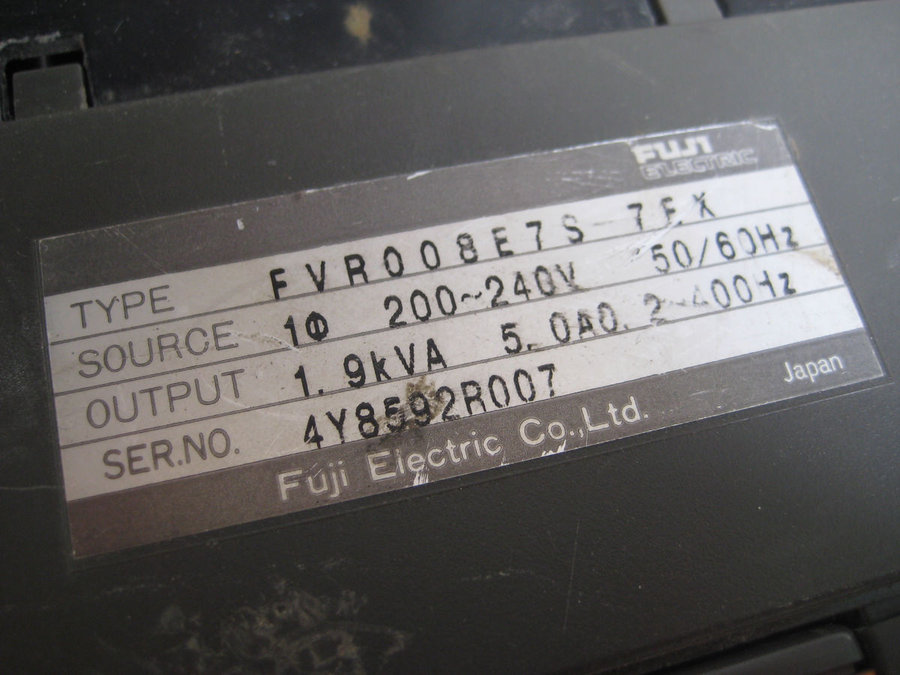 FUJI
ELECTRIC
TYPE FVR008E7S-7EX
SOURCE 1Φ 200~240V 50/60Hz
OUTPUT 1.9kVA 5.0A0.2~400Hz
SER.NO. 4Y8592R007
Fuji Electric Co.,Ltd. Japan